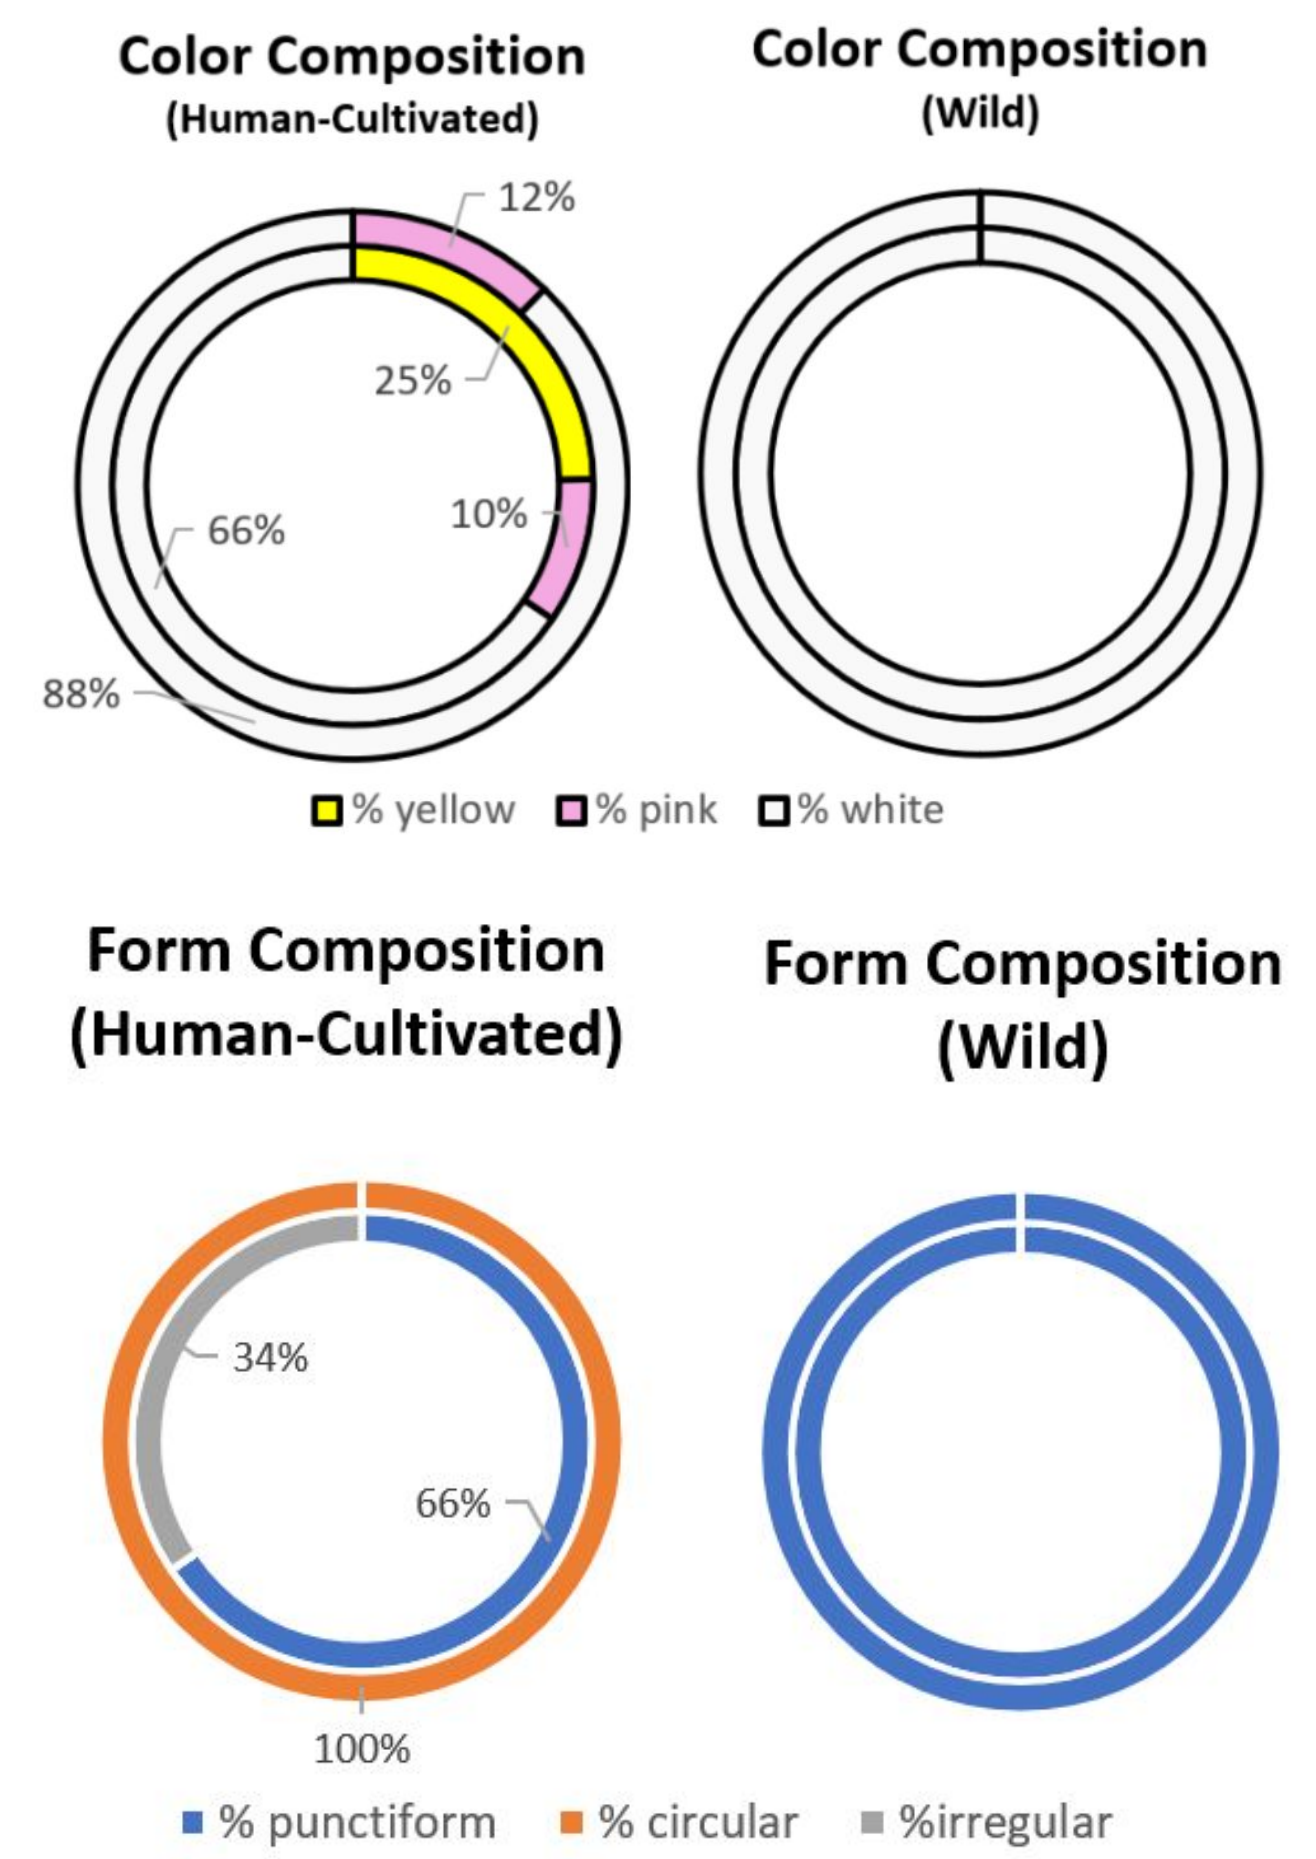 Color Composition
(Human-Cultivated)
Color Composition
(Wild)
12%
25%
10%
66%
88%
% yellow
% pink
% white
Form Composition
(Human-Cultivated)
Form Composition
(Wild)
34%
66%
100%
% punctiform
% circular
%irregular